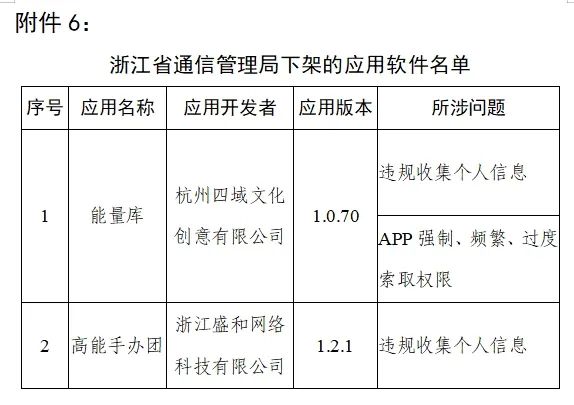 附件 6：
浙江省通信管理局下架的应用软件名单
序号 应用名称 应用开发者 应用版本 所涉问题
1 能量库 杭州四域文化创意有限公司 1.0.70 违规收集个人信息
APP 强制、频繁、过度
索取权限
2 高能手办团 浙江盛和网络科技有限公司 1.2.1 违规收集个人信息